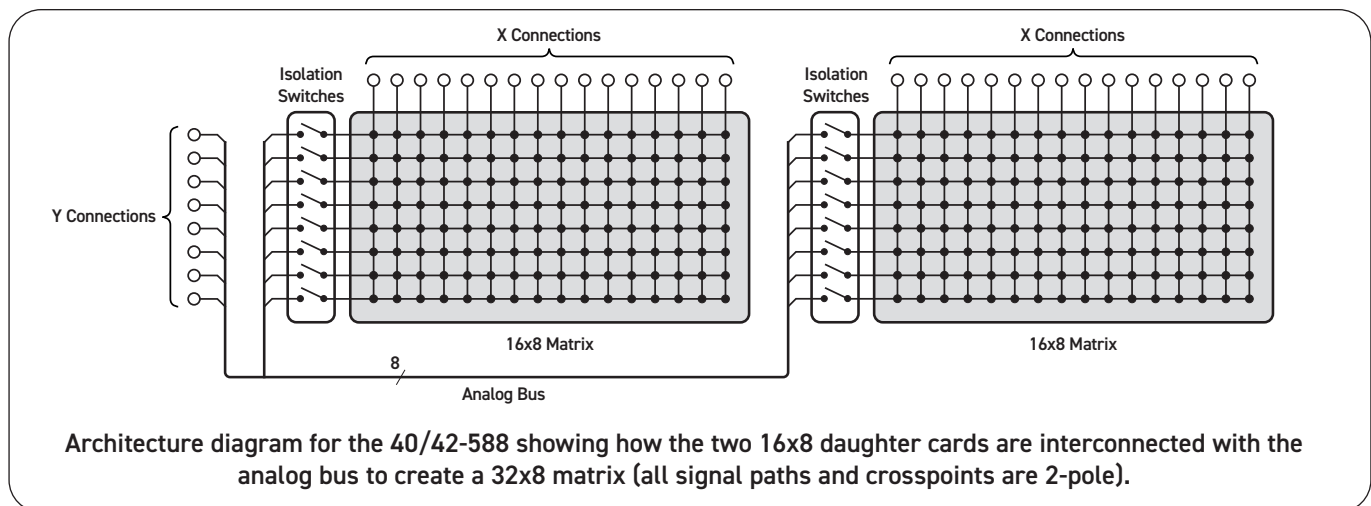 X Connections
X Connections
Isolation
Switches
Isolation
Switches
Y Connections
16x8 Matrix
16x8 Matrix
8
Analog Bus
Architecture diagram for the 40/42-588 showing how the two 16x8 daughter cards are interconnected with the
analog bus to create a 32x8 matrix (all signal paths and crosspoints are 2-pole).